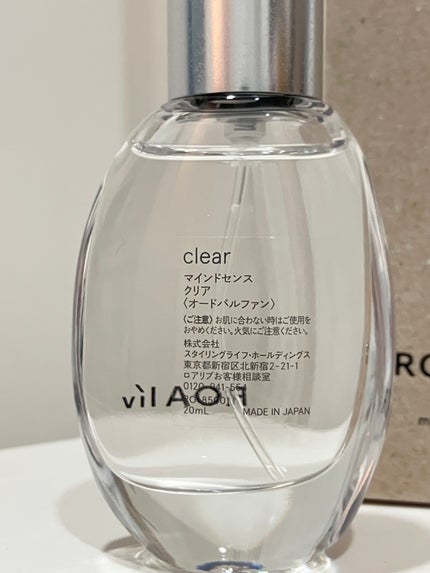 clear
マインドセンス
クリア
〈オードパルファン〉
〈ご注意〉お肌に合わない時はご使用を
おやめください。火気にご注意ください。
株式会社
スタイリングライフ・ホールディングス
東京都新宿区北新宿2-21-1
ロアリブお客様相談室
0120-941-554
20mL MADE IN JAPAN
RO
m